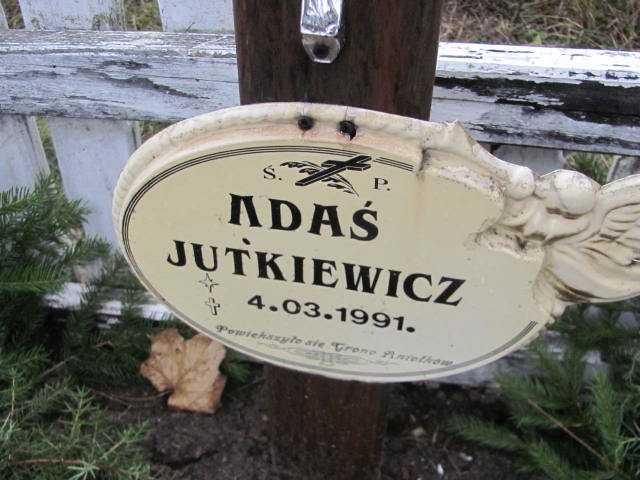 Ś. P.
ADAŚ
JUTKIEWICZ
4.03.1991.
Powiększyło się Grono Aniołków